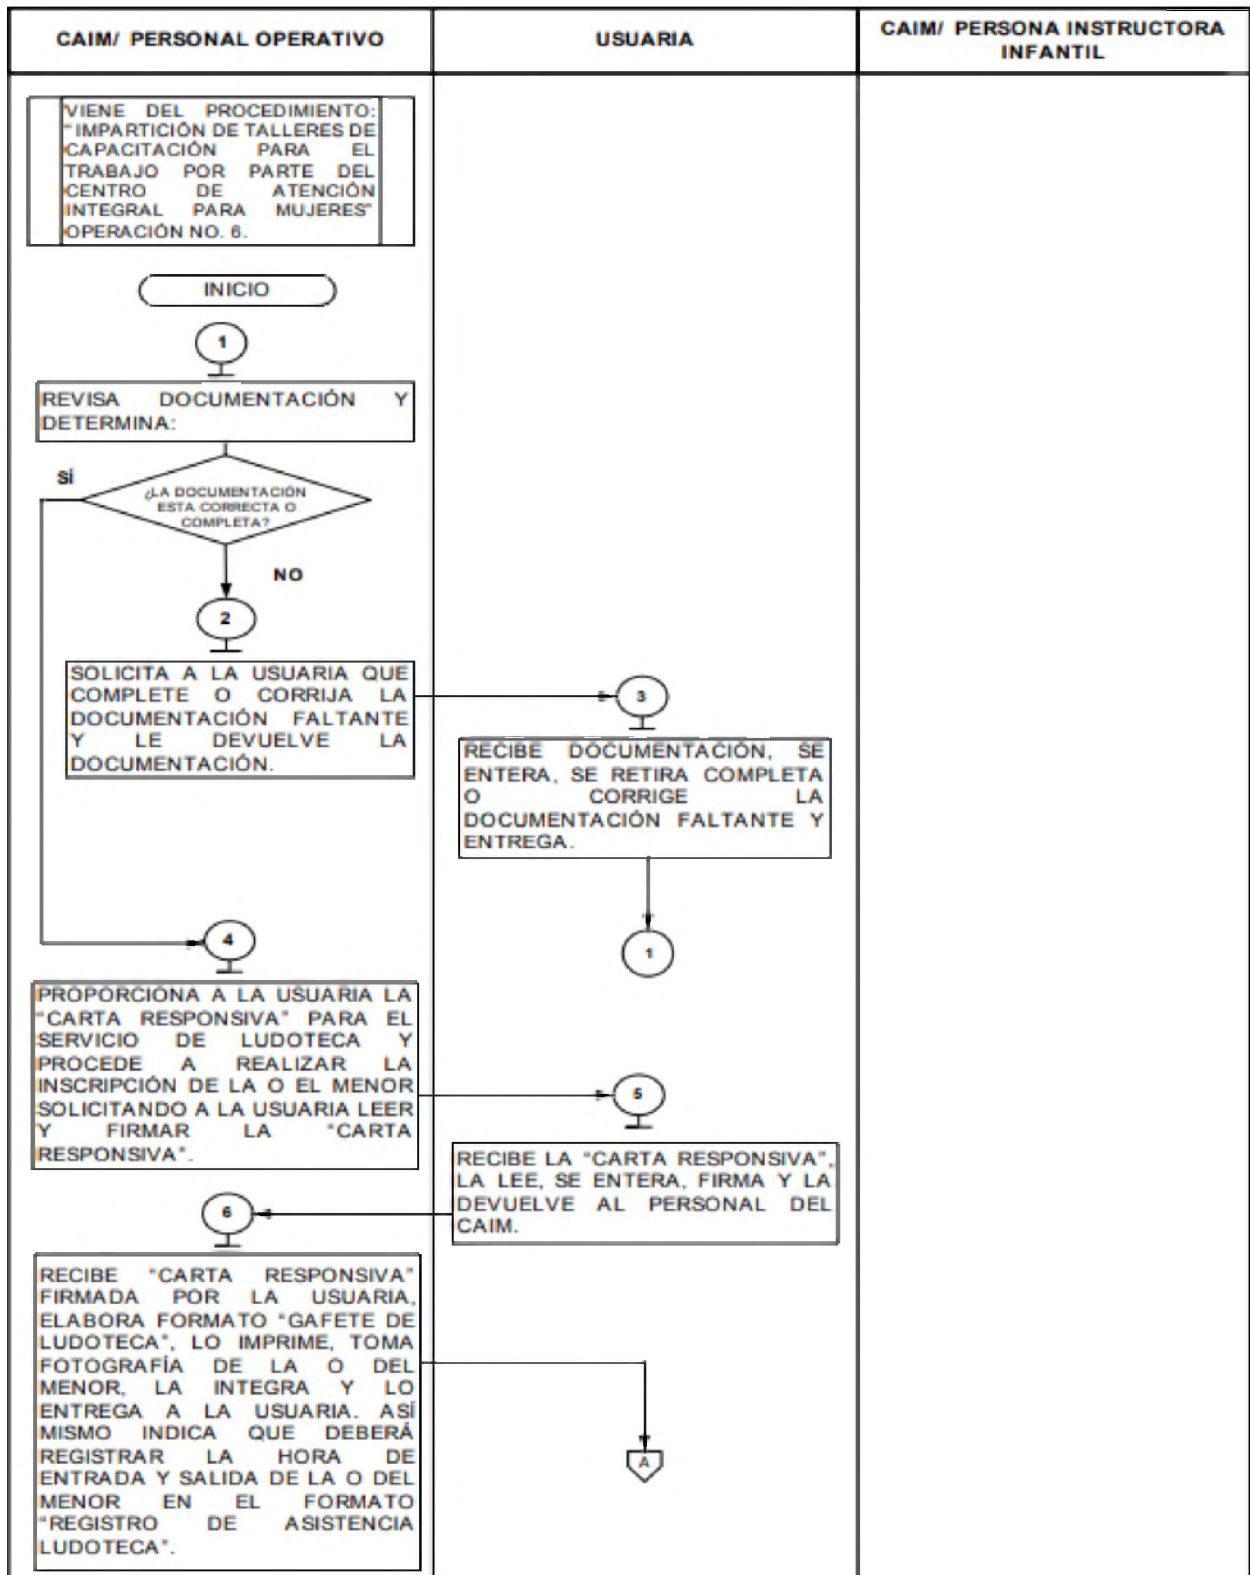 CAIM/ PERSONAL OPERATIVO
USUARIA
CAIM/ PERSONA INSTRUCTORA
INFANTIL
VIENE DEL PROCEDIMIENTO:
"IMPARTICIÓN DE TALLERES DE
CAPACITACIÓN PARA EL
TRABAJO POR PARTE DEL
CENTRO DE ATENCIÓN
INTEGRAL PARA MUJERES"
OPERACIÓN NO. 6.
INICIO
1
REVISA DOCUMENTACIÓN Y
DETERMINA:
SÍ
¿LA DOCUMENTACIÓN
ESTA CORRECTA O
COMPLETA?
NO
2
SOLICITA A LA USUARIA QUE
COMPLETE O CORRIJA LA
DOCUMENTACIÓN FALTANTE
Y LE DEVUELVE LA
DOCUMENTACIÓN.
3
RECIBE DOCUMENTACIÓN, SE
ENTERA, SE RETIRA COMPLETA
O CORRIGE LA
DOCUMENTACIÓN FALTANTE Y
ENTREGA.
1
4
PROPORCIONA A LA USUARIA LA
"CARTA RESPONSIVA" PARA EL
SERVICIO DE LUDOTECA Y
PROCEDE A REALIZAR LA
INSCRIPCIÓN DE LA O EL MENOR
SOLICITANDO A LA USUARIA LEER
Y FIRMAR LA "CARTA
RESPONSIVA".
5
RECIBE LA "CARTA RESPONSIVA",
LA LEE, SE ENTERA, FIRMA Y LA
DEVUELVE AL PERSONAL DEL
CAIM.
6
RECIBE "CARTA RESPONSIVA"
FIRMADA POR LA USUARIA,
ELABORA FORMATO "GAFETE DE
LUDOTECA", LO IMPRIME, TOMA
FOTOGRAFÍA DE LA O DEL
MENOR, LA INTEGRA Y LO
ENTREGA A LA USUARIA. ASÍ
MISMO INDICA QUE DEBERÁ
REGISTRAR LA HORA DE
ENTRADA Y SALIDA DE LA O DEL
MENOR EN EL FORMATO
"REGISTRO DE ASISTENCIA
LUDOTECA".
A